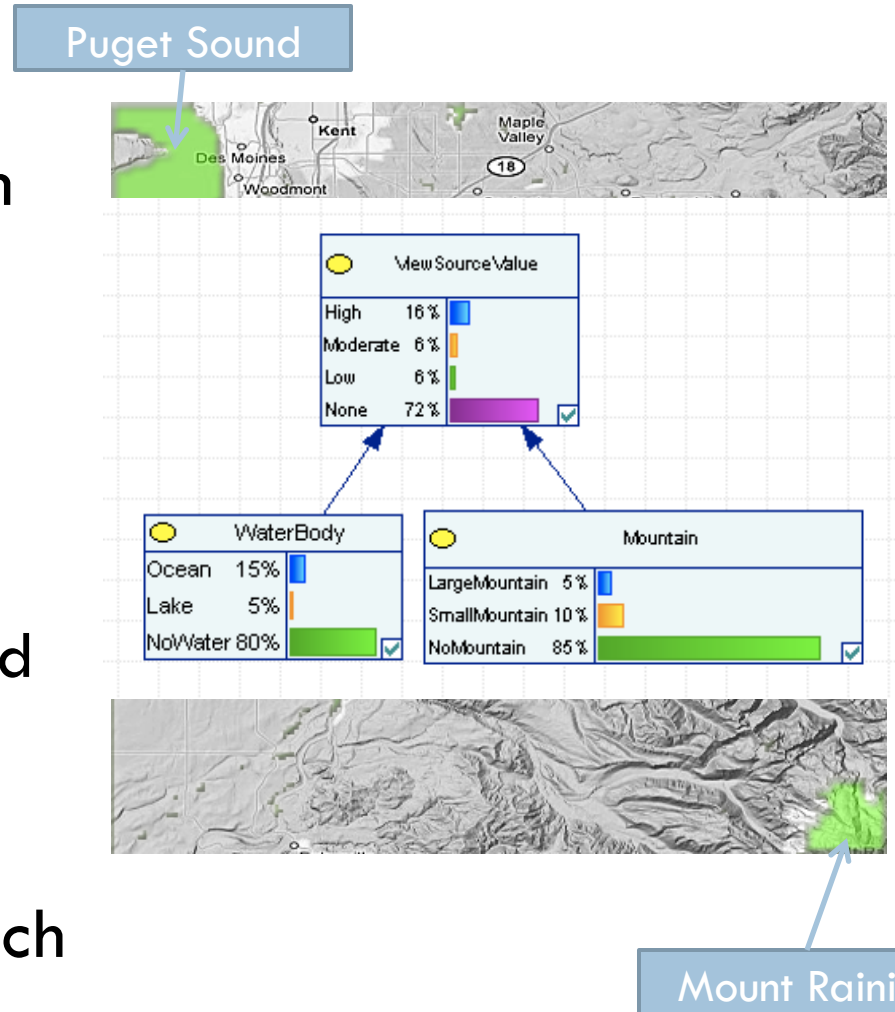 Puget Sound
Kent
Maple
Valley
Des Moines
18
Woodmont
n
ViewSourceValue
High 16%
Moderate 6%
Low 6%
None 72%
WaterBody
Ocean 15%
Lake 5%
NoWater 80%
Mountain
LargeMountain 5%
SmallMountain 10%
NoMountain 85%
d
ch
Mount Raini